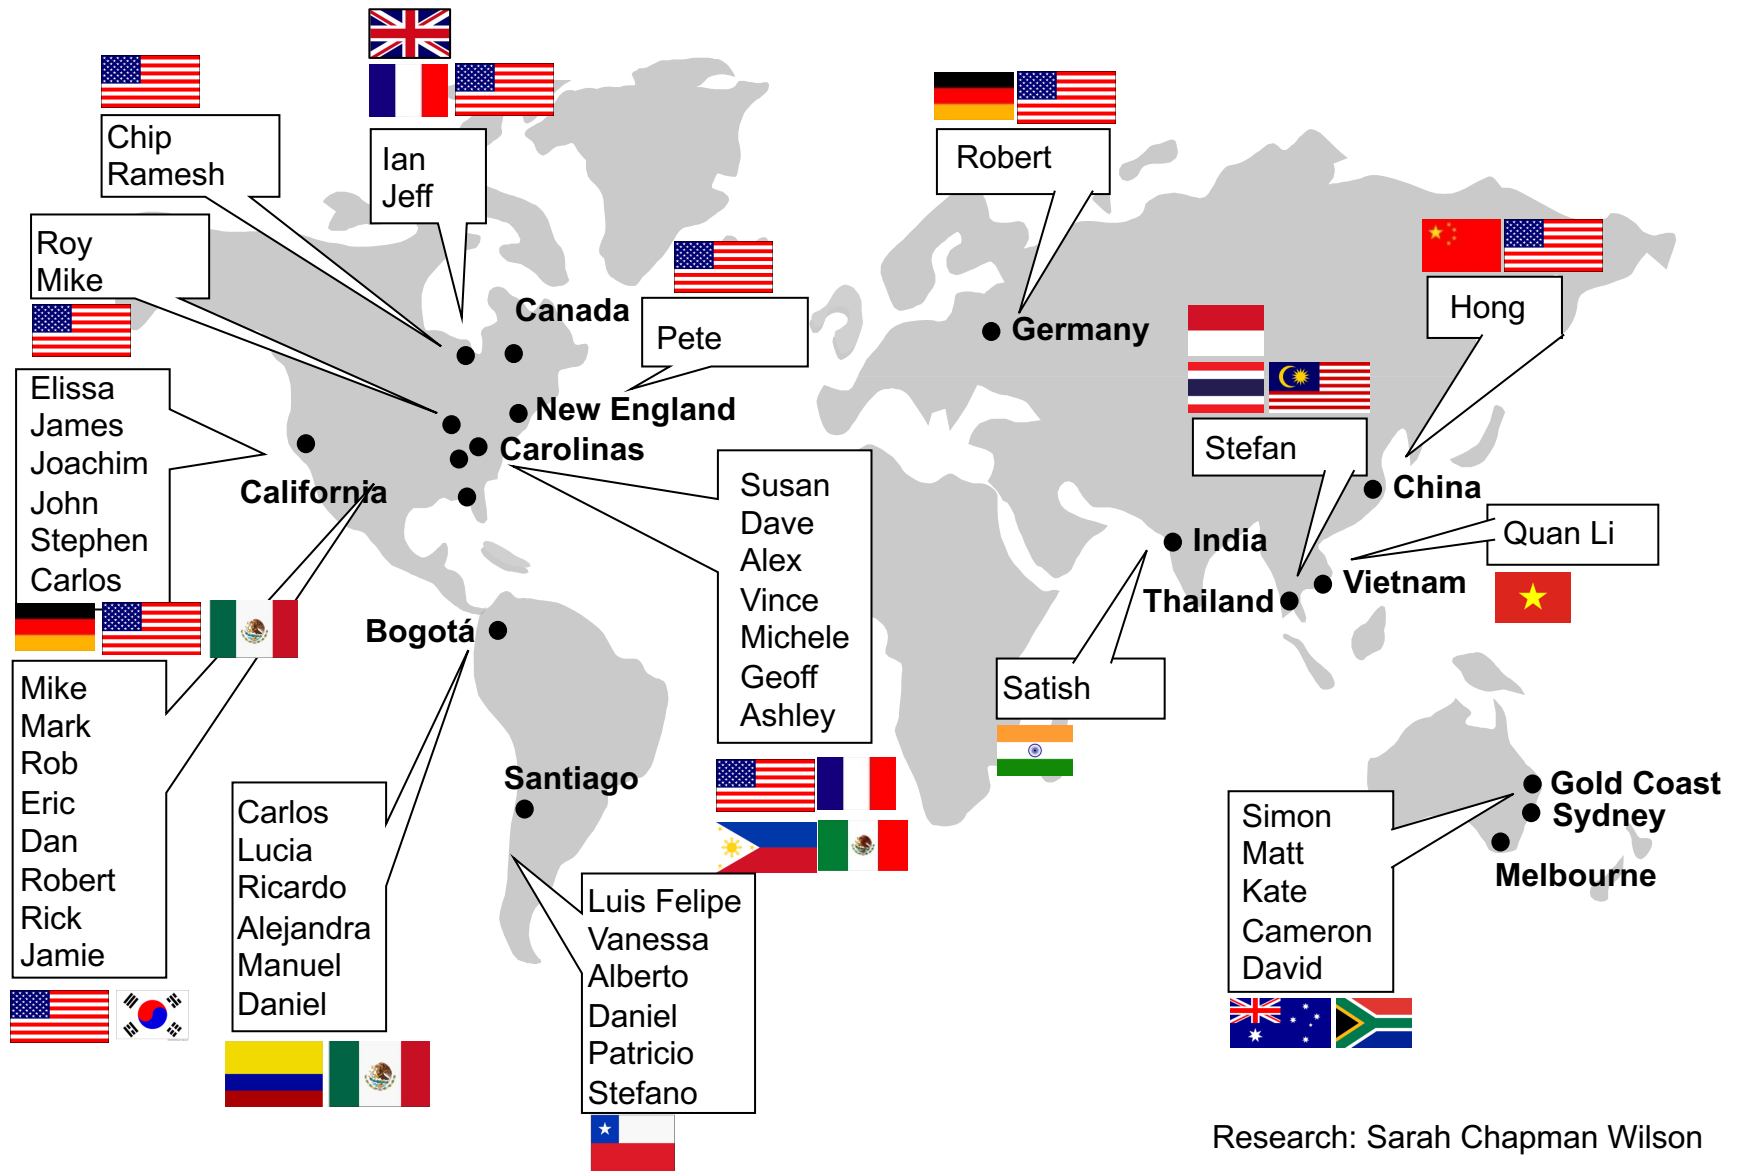 Chip
Ramesh
Ian
Jeff
Robert
Roy
Mike
Canada
Pete
Germany
Hong
Elissa
James
Joachim
John
Stephen
Carlos
New England
Carolinas
California
Stefan
China
Susan
Dave
Alex
Vince
Michele
Geoff
Ashley
India
Quan Li
Thailand
Vietnam
Bogotá
Satish
Mike
Mark
Rob
Eric
Dan
Robert
Rick
Jamie
Santiago
Carlos
Lucia
Ricardo
Alejandra
Manuel
Daniel
Luis Felipe
Vanessa
Alberto
Daniel
Patricio
Stefano
Gold Coast
Sydney
Melbourne
Simon
Matt
Kate
Cameron
David
Research: Sarah Chapman Wilson